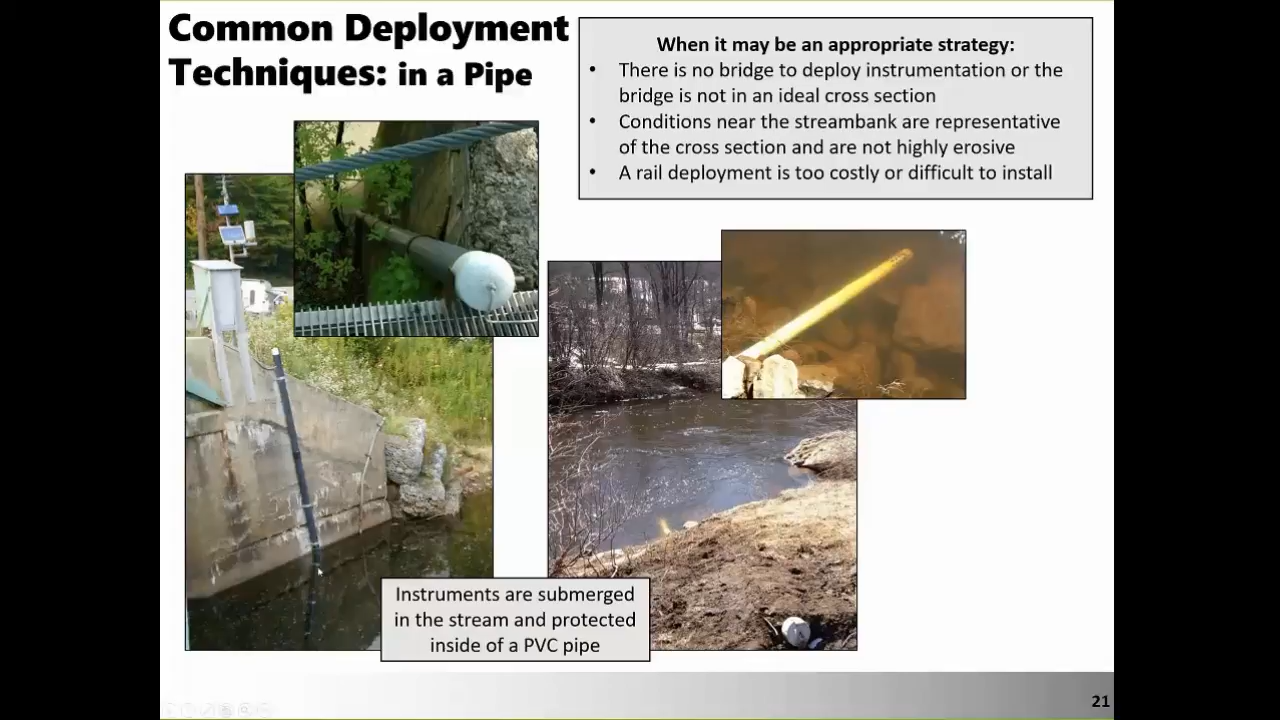 Common Deployment
Techniques: in a Pipe
When it may be an appropriate strategy:
• There is no bridge to deploy instrumentation or the
bridge is not in an ideal cross section
• Conditions near the streambank are representative
of the cross section and are not highly erosive
• A rail deployment is too costly or difficult to install
Instruments are submerged
in the stream and protected
inside of a PVC pipe
21